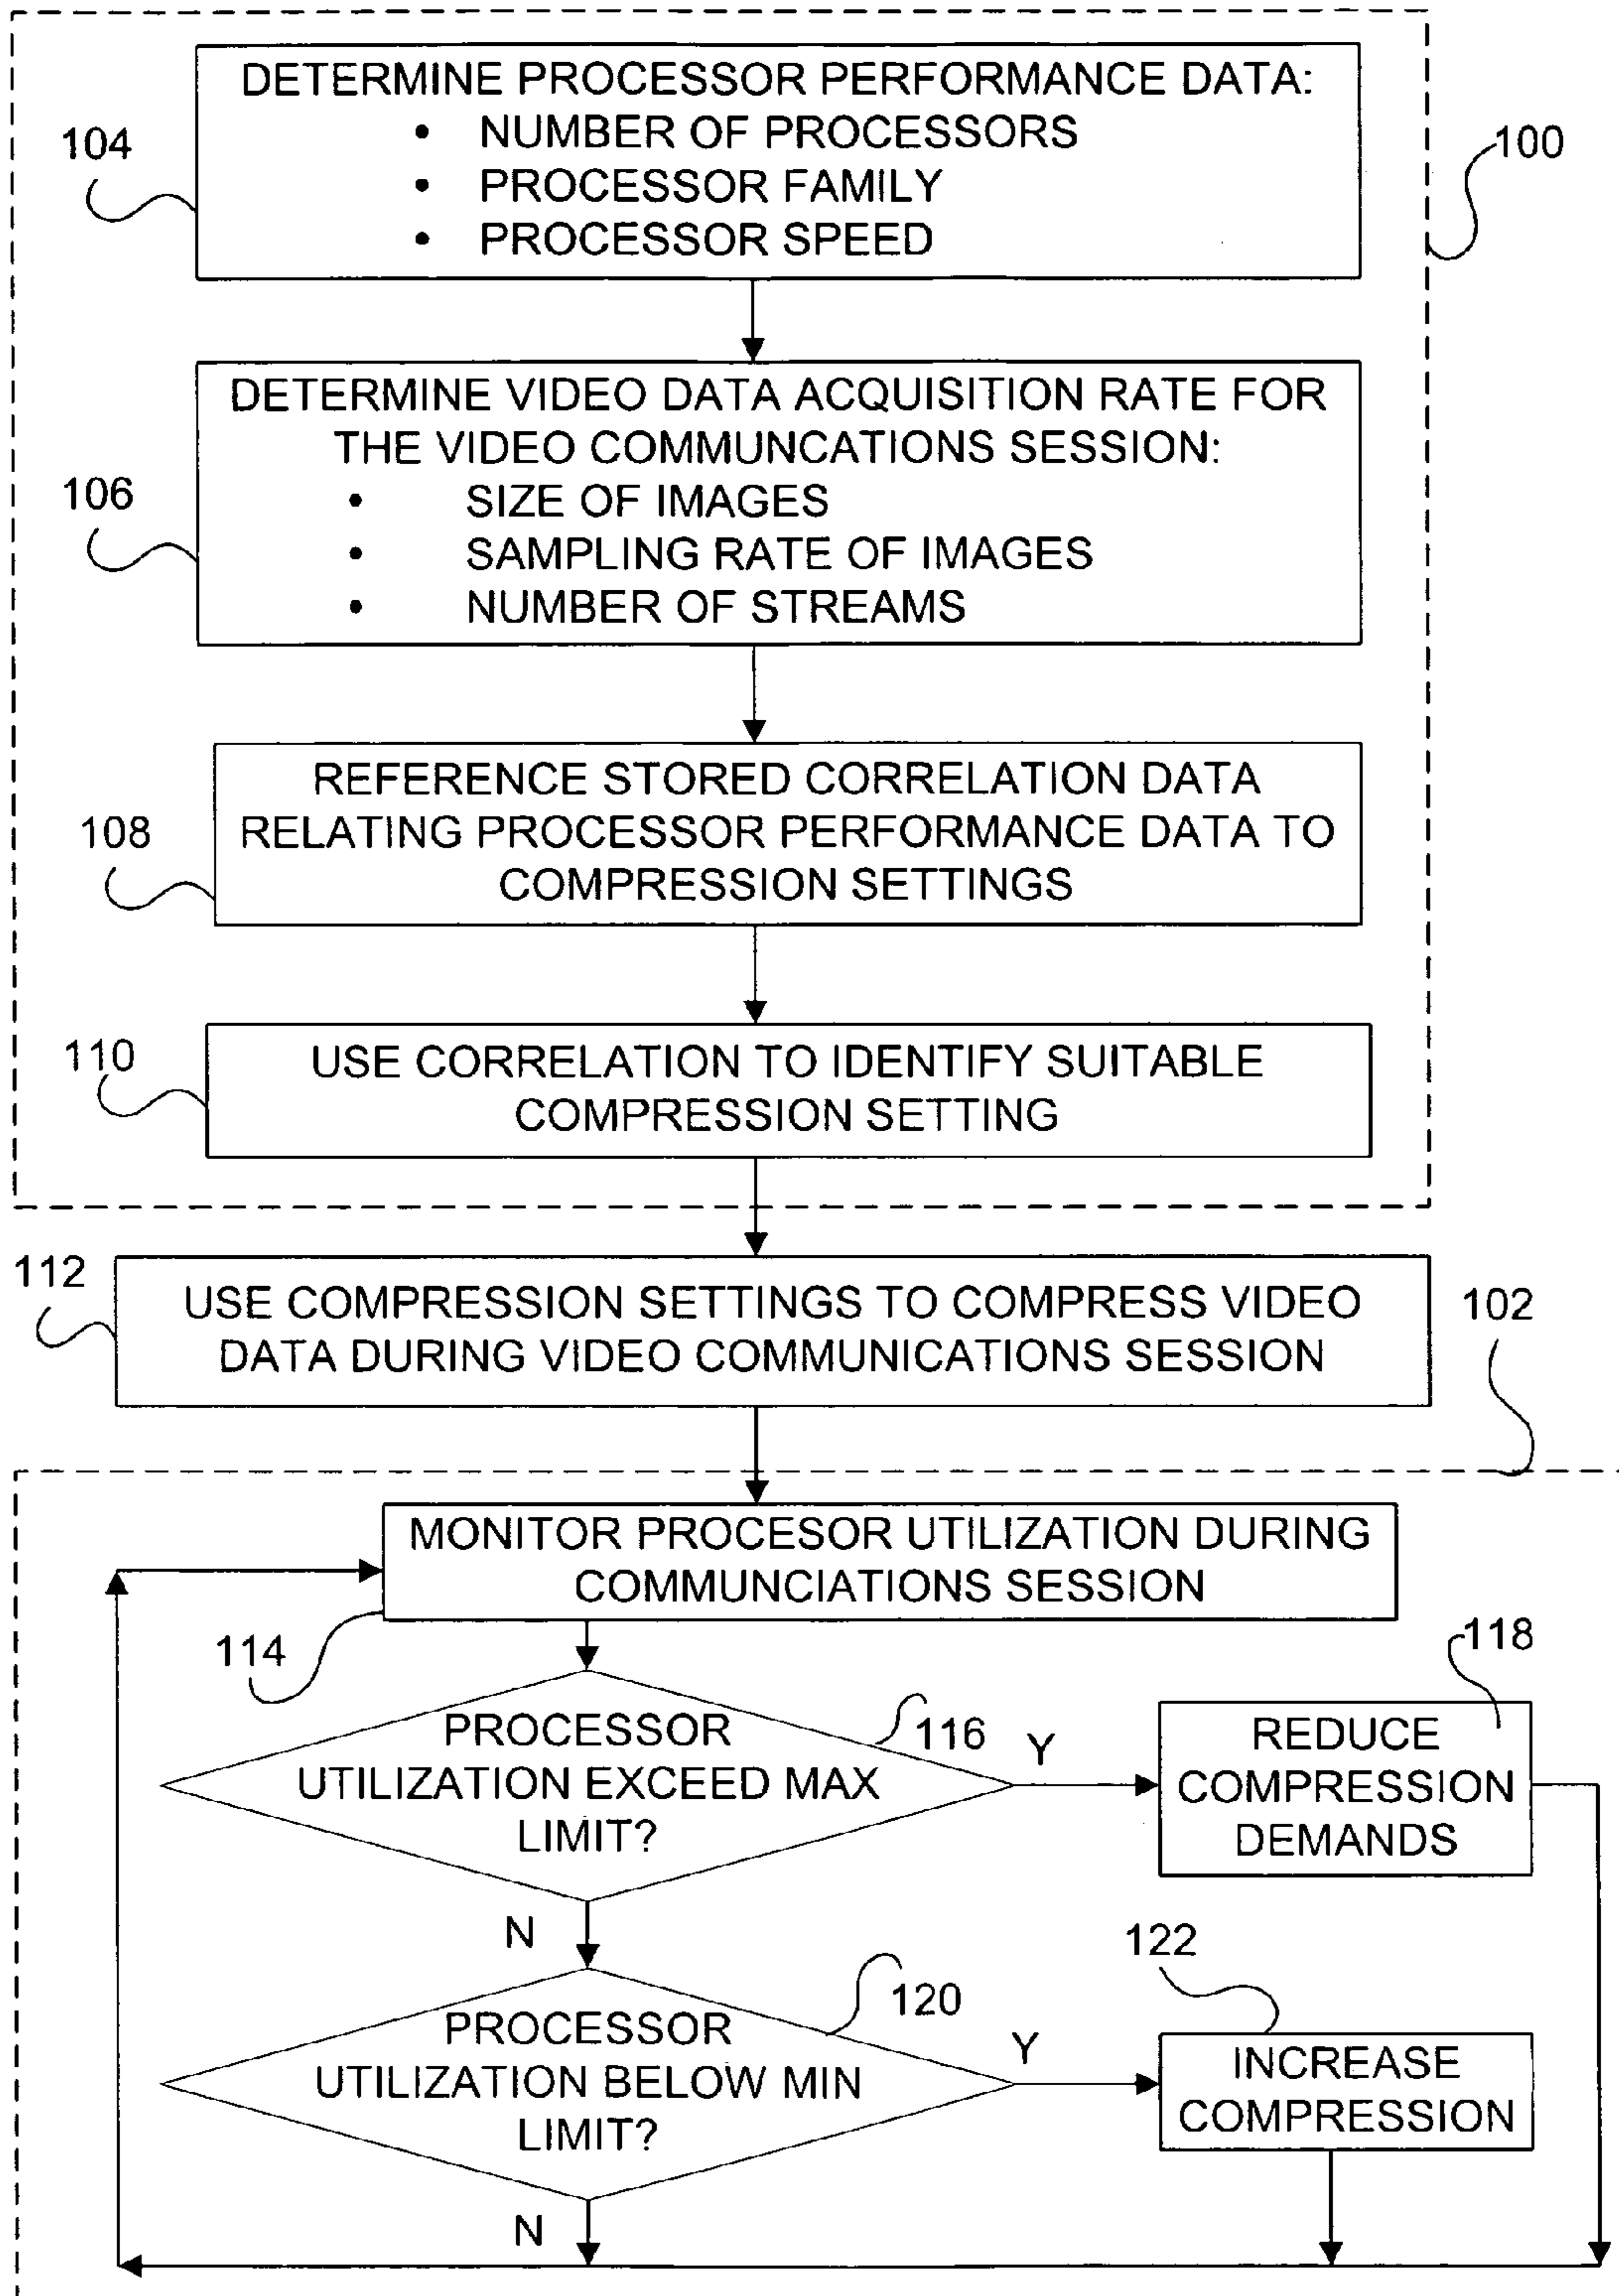 DETERMINE PROCESSOR PERFORMANCE DATA:
• NUMBER OF PROCESSORS
• PROCESSOR FAMILY
• PROCESSOR SPEED
104
100
DETERMINE VIDEO DATA ACQUISITION RATE FOR
THE VIDEO COMMUNCATIONS SESSION:
• SIZE OF IMAGES
• SAMPLING RATE OF IMAGES
• NUMBER OF STREAMS
106
REFERENCE STORED CORRELATION DATA
RELATING PROCESSOR PERFORMANCE DATA TO
COMPRESSION SETTINGS
108
USE CORRELATION TO IDENTIFY SUITABLE
COMPRESSION SETTING
110
112
USE COMPRESSION SETTINGS TO COMPRESS VIDEO
DATA DURING VIDEO COMMUNICATIONS SESSION
102
MONITOR PROCESOR UTILIZATION DURING
COMMUNCIATIONS SESSION
114
PROCESSOR
UTILIZATION EXCEED MAX
LIMIT?
116
Y
118
REDUCE
COMPRESSION
DEMANDS
N
PROCESSOR
UTILIZATION BELOW MIN
LIMIT?
120
Y
122
INCREASE
COMPRESSION
N